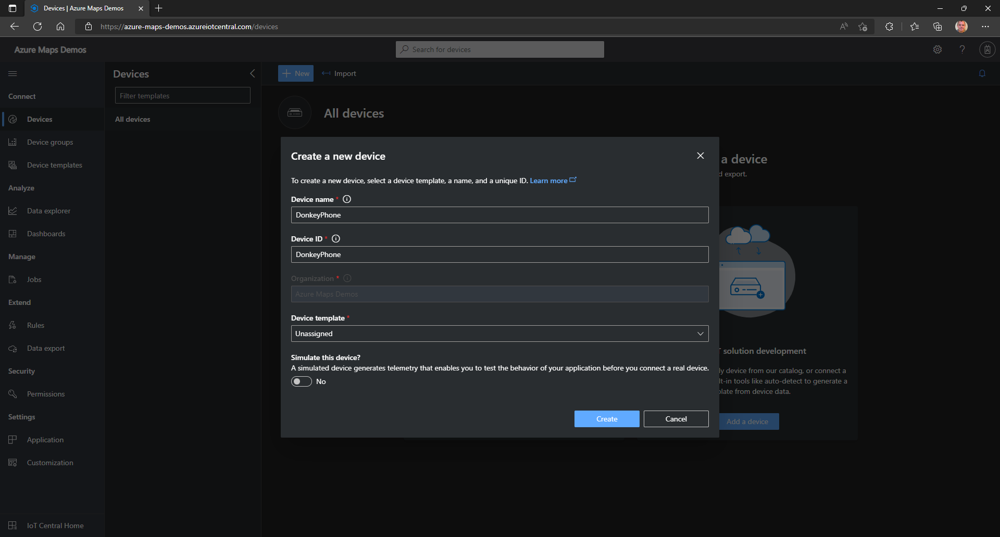 Devices | Azure Maps Demos
https://azure-maps-demos.azureiotcentral.com/devices
Azure Maps Demos
Search for devices
Devices
Filter templates
All devices
Connect
Devices
Device groups
Device templates
Analyze
Data explorer
Dashboards
Manage
Jobs
Extend
Rules
Data export
Security
Permissions
Settings
Application
Customization
IoT Central Home
New
Import
All devices
Create a new device
To create a new device, select a device template, a name, and a unique ID. Learn more
Device name *
DonkeyPhone
Device ID *
DonkeyPhone
Organization *
Azure Maps Demos
Device template *
Unassigned
Simulate this device?
A simulated device generates telemetry that enables you to test the behavior of your application before you connect a real device.
No
Create
Cancel
a device
export.
solution development
device from our catalog, or connect a
in tools like auto-detect to generate a
from device data.
Add a device